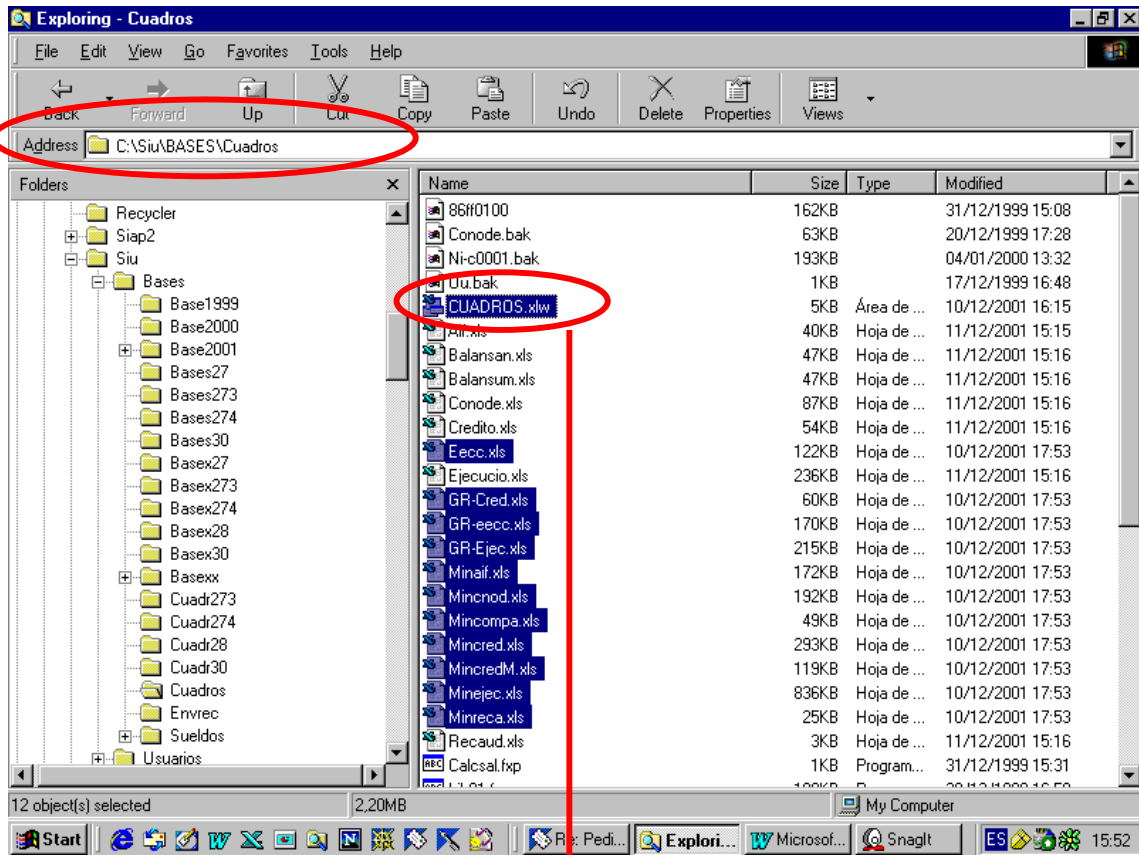 Exploring - Cuadros
File Edit View Go Favorites Tools Help
Back Forward Up Cut Copy Paste Undo Delete Properties Views
Address C:\Siu\BASES\Cuadros
Folders x
Name Size Type Modified
Recycler
Siap2
Siu
Bases
Base1999
Base2000
Base2001
Bases27
Bases273
Bases274
Bases30
Basex27
Basex273
Basex274
Basex28
Basex30
Basexx
Cuadr273
Cuadr274
Cuadr28
Cuadr30
Cuadros
Envrec
Sueldos
Usuarios
86ff0100 162KB 31/12/1999 15:08
Conode.bak 63KB 20/12/1999 17:28
Ni-c0001.bak 193KB 04/01/2000 13:32
Uu.bak 1KB 17/12/1999 16:48
CUADROS.xlw 5KB Área de ... 10/12/2001 16:15
Aif.xls 40KB Hoja de ... 11/12/2001 15:15
Balansan.xls 47KB Hoja de ... 11/12/2001 15:16
Balansum.xls 47KB Hoja de ... 11/12/2001 15:16
Conode.xls 87KB Hoja de ... 11/12/2001 15:16
Credito.xls 54KB Hoja de ... 11/12/2001 15:16
Eecc.xls 122KB Hoja de ... 10/12/2001 17:53
Ejecucio.xls 236KB Hoja de ... 11/12/2001 15:16
GR-Cred.xls 60KB Hoja de ... 10/12/2001 17:53
GR-eecc.xls 170KB Hoja de ... 10/12/2001 17:53
GR-Ejec.xls 215KB Hoja de ... 10/12/2001 17:53
Minaif.xls 172KB Hoja de ... 10/12/2001 17:53
Mincnod.xls 192KB Hoja de ... 10/12/2001 17:53
Mincompa.xls 49KB Hoja de ... 10/12/2001 17:53
Mincred.xls 293KB Hoja de ... 10/12/2001 17:53
MincredM.xls 119KB Hoja de ... 10/12/2001 17:53
Minejec.xls 836KB Hoja de ... 10/12/2001 17:53
Minreca.xls 25KB Hoja de ... 10/12/2001 17:53
Recaud.xls 3KB Hoja de ... 11/12/2001 15:16
Calcsal.fxp 1KB Program... 31/12/1999 15:31
12 object(s) selected 2,20MB My Computer
Start Re: Pedi... Explori... Microsof... SnagIt ES 15:52